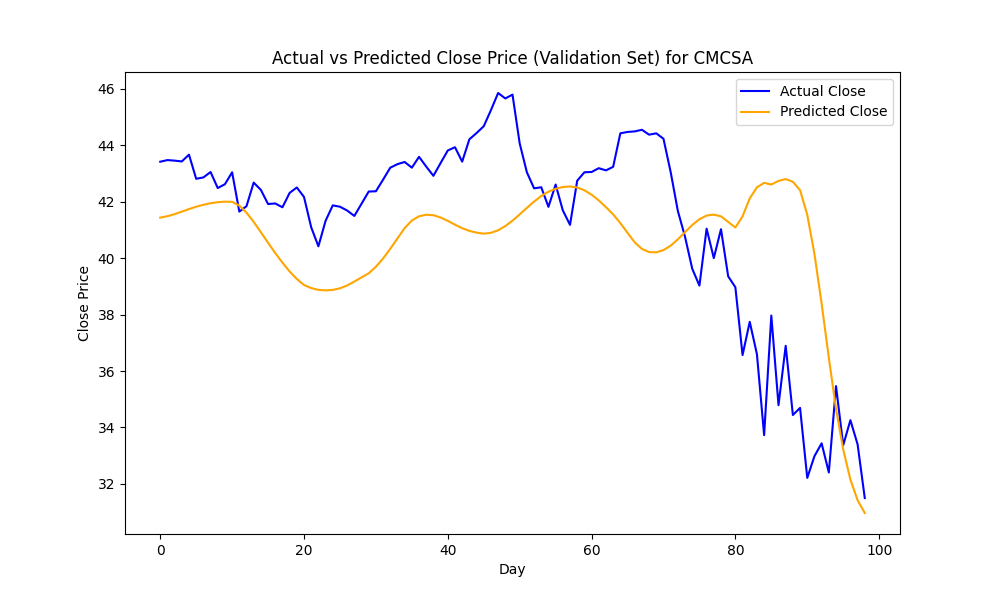 Actual vs Predicted Close Price (Validation Set) for CMCSA
Actual Close
Predicted Close
Close Price
46
44
42
40
38
36
34
32
0 20 40 60 80 100
Day